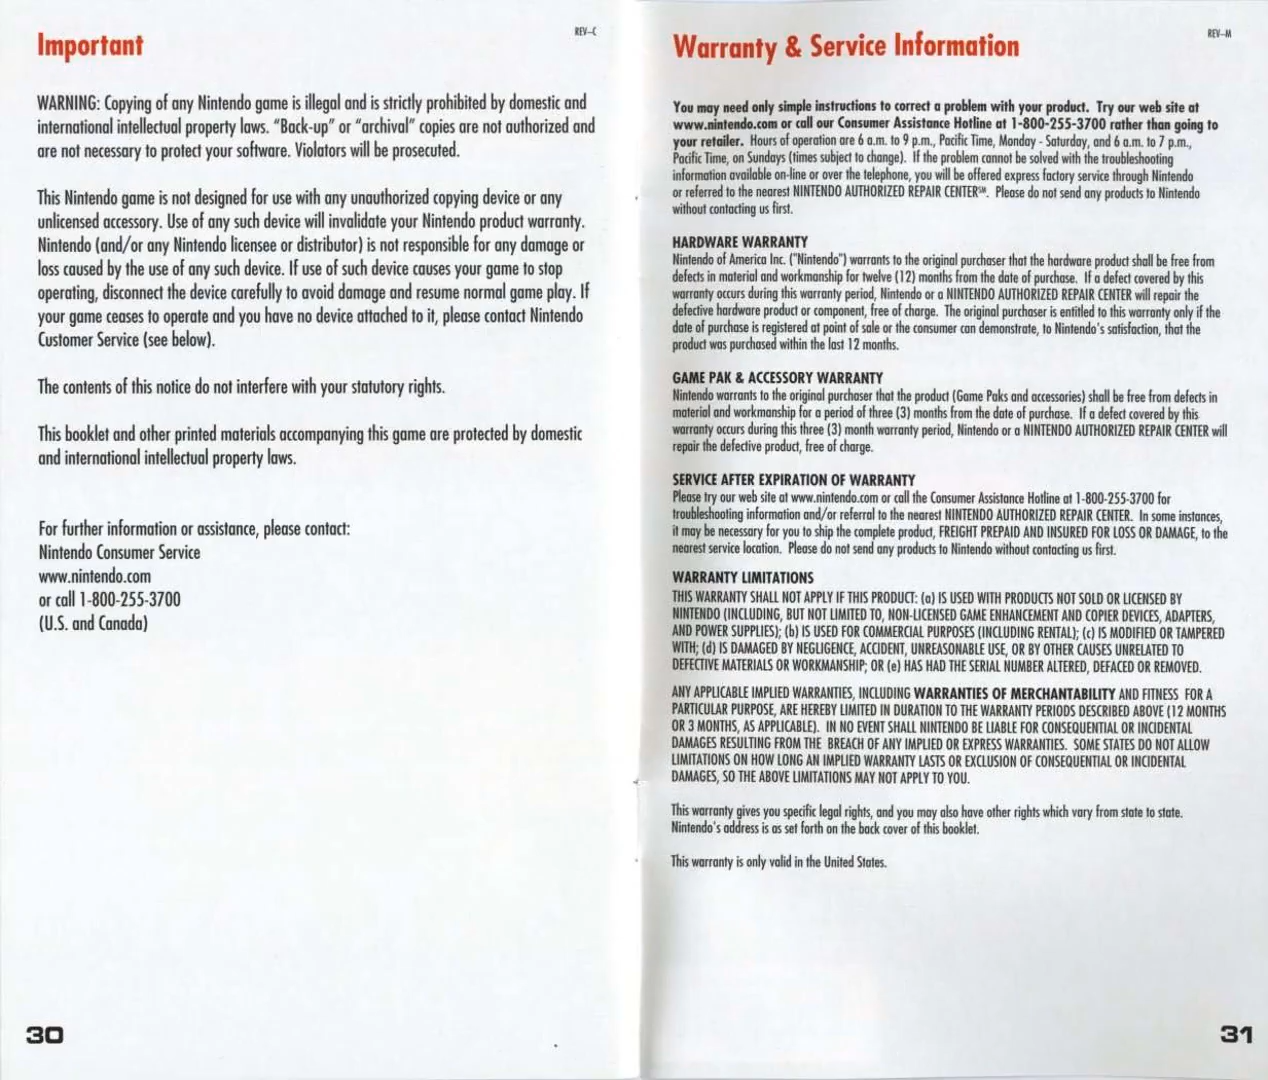 REV–C
Important
WARNING: Copying of any Nintendo game is illegal and is strictly prohibited by domestic and
international intellectual property laws. "Back-up" or "archival" copies are not authorized and
are not necessary to protect your software. Violators will be prosecuted.
This Nintendo game is not designed for use with any unauthorized copying device or any
unlicensed accessory. Use of any such device will invalidate your Nintendo product warranty.
Nintendo (and/or any Nintendo licensee or distributor) is not responsible for any damage or
loss caused by the use of any such device. If use of such device causes your game to stop
operating, disconnect the device carefully to avoid damage and resume normal game play. If
your game ceases to operate and you have no device attached to it, please contact Nintendo
Customer Service (see below).
The contents of this notice do not interfere with your statutory rights.
This booklet and other printed materials accompanying this game are protected by domestic
and international intellectual property laws.
For further information or assistance, please contact:
Nintendo Consumer Service
www.nintendo.com
or call 1-800-255-3700
(U.S. and Canada)
30
REV–M
Warranty & Service Information
You may need only simple instructions to correct a problem with your product. Try our web site at
www.nintendo.com or call our Consumer Assistance Hotline at 1-800-255-3700 rather than going to
your retailer. Hours of operation are 6 a.m. to 9 p.m., Pacific Time, Monday - Saturday, and 6 a.m. to 7 p.m.,
Pacific Time, on Sundays (times subject to change). If the problem cannot be solved with the troubleshooting
information available on-line or over the telephone, you will be offered express factory service through Nintendo
or referred to the nearest NINTENDO AUTHORIZED REPAIR CENTER℠. Please do not send any products to Nintendo
without contacting us first.
HARDWARE WARRANTY
Nintendo of America Inc. ("Nintendo") warrants to the original purchaser that the hardware product shall be free from
defects in material and workmanship for twelve (12) months from the date of purchase. If a defect covered by this
warranty occurs during this warranty period, Nintendo or a NINTENDO AUTHORIZED REPAIR CENTER will repair the
defective hardware product or component, free of charge. The original purchaser is entitled to this warranty only if the
date of purchase is registered at point of sale or the consumer can demonstrate, to Nintendo's satisfaction, that the
product was purchased within the last 12 months.
GAME PAK & ACCESSORY WARRANTY
Nintendo warrants to the original purchaser that the product (Game Paks and accessories) shall be free from defects in
material and workmanship for a period of three (3) months from the date of purchase. If a defect covered by this
warranty occurs during this three (3) month warranty period, Nintendo or a NINTENDO AUTHORIZED REPAIR CENTER will
repair the defective product, free of charge.
SERVICE AFTER EXPIRATION OF WARRANTY
Please try our web site at www.nintendo.com or call the Consumer Assistance Hotline at 1-800-255-3700 for
troubleshooting information and/or referral to the nearest NINTENDO AUTHORIZED REPAIR CENTER. In some instances,
it may be necessary for you to ship the complete product, FREIGHT PREPAID AND INSURED FOR LOSS OR DAMAGE, to the
nearest service location. Please do not send any products to Nintendo without contacting us first.
WARRANTY LIMITATIONS
THIS WARRANTY SHALL NOT APPLY IF THIS PRODUCT: (a) IS USED WITH PRODUCTS NOT SOLD OR LICENSED BY
NINTENDO (INCLUDING, BUT NOT LIMITED TO, NON-LICENSED GAME ENHANCEMENT AND COPIER DEVICES, ADAPTERS,
AND POWER SUPPLIES); (b) IS USED FOR COMMERCIAL PURPOSES (INCLUDING RENTAL); (c) IS MODIFIED OR TAMPERED
WITH; (d) IS DAMAGED BY NEGLIGENCE, ACCIDENT, UNREASONABLE USE, OR BY OTHER CAUSES UNRELATED TO
DEFECTIVE MATERIALS OR WORKMANSHIP; OR (e) HAS HAD THE SERIAL NUMBER ALTERED, DEFACED OR REMOVED.
ANY APPLICABLE IMPLIED WARRANTIES, INCLUDING WARRANTIES OF MERCHANTABILITY AND FITNESS FOR A
PARTICULAR PURPOSE, ARE HEREBY LIMITED IN DURATION TO THE WARRANTY PERIODS DESCRIBED ABOVE (12 MONTHS
OR 3 MONTHS, AS APPLICABLE). IN NO EVENT SHALL NINTENDO BE LIABLE FOR CONSEQUENTIAL OR INCIDENTAL
DAMAGES RESULTING FROM THE BREACH OF ANY IMPLIED OR EXPRESS WARRANTIES. SOME STATES DO NOT ALLOW
LIMITATIONS ON HOW LONG AN IMPLIED WARRANTY LASTS OR EXCLUSION OF CONSEQUENTIAL OR INCIDENTAL
DAMAGES, SO THE ABOVE LIMITATIONS MAY NOT APPLY TO YOU.
This warranty gives you specific legal rights, and you may also have other rights which vary from state to state.
Nintendo's address is as set forth on the back cover of this booklet.
This warranty is only valid in the United States.
31